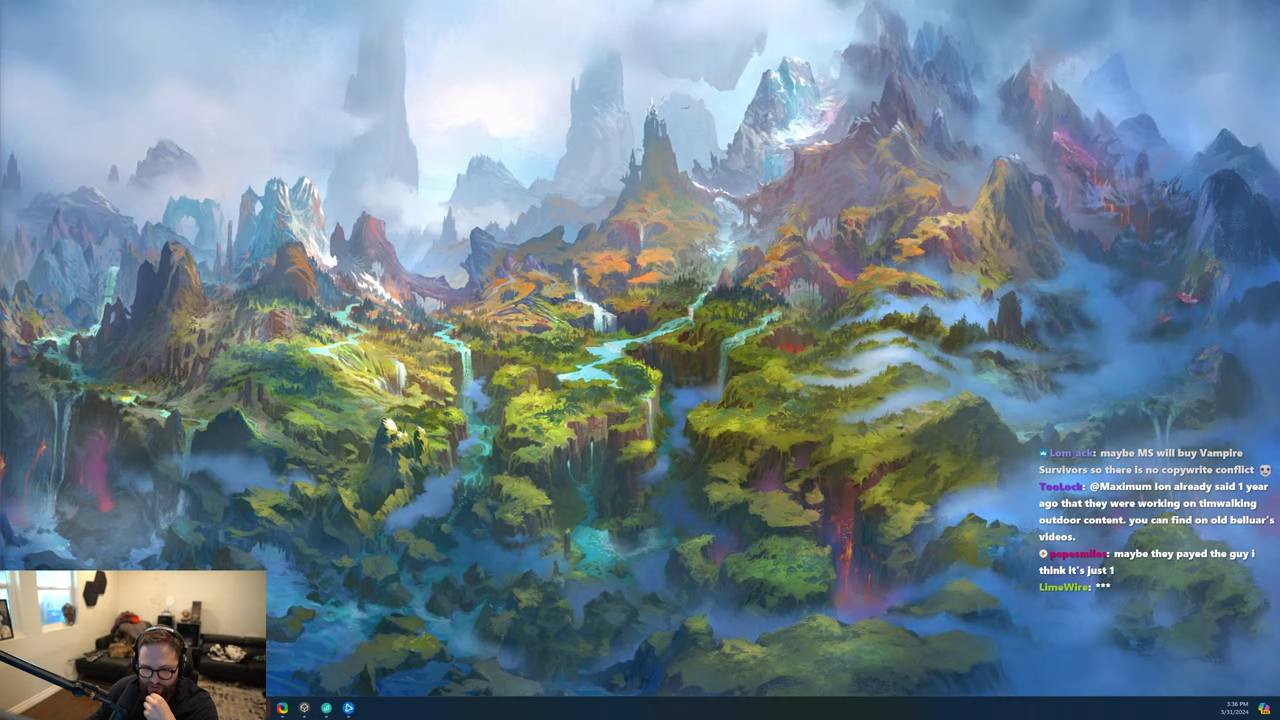 Lom_ack: maybe MS will buy Vampire
Survivors so there is no copywrite conflict
TooLock: @Maximum Ion already said 1 year
ago that they were working on timwalking
outdoor content. you can find on old belluar's
videos.
pepesmiles: maybe they payed the guy i
think it's just 1
LimeWire: ***
3:36 PM
5/31/2024